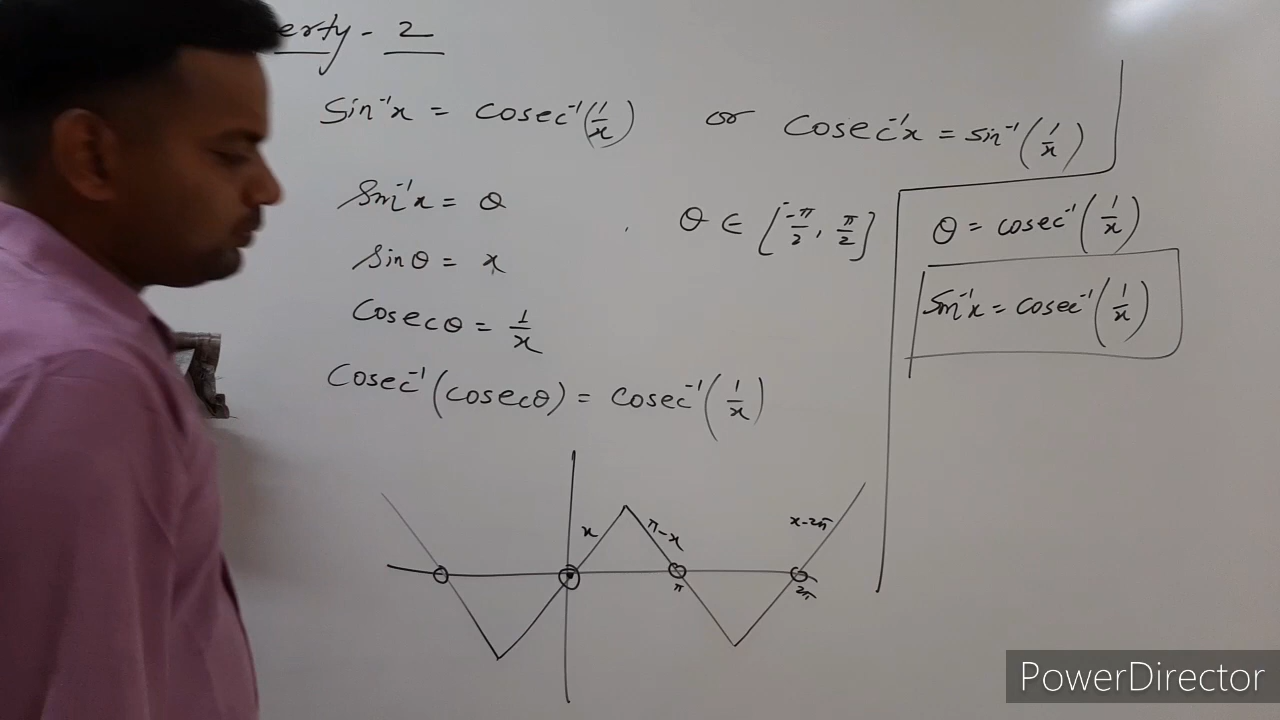 erty - 2
Sin⁻¹x = Cosec⁻¹(1/x) or Cosec⁻¹x = sin⁻¹(1/x)
Sin⁻¹x = θ
θ ∈ [-π/2, π/2]
Sinθ = x
Cosecθ = 1/x
Cosec⁻¹(cosecθ) = Cosec⁻¹(1/x)
θ = cosec⁻¹(1/x)
Sin⁻¹x = cosec⁻¹(1/x)
x
π-x
x-2π
π
2π
PowerDirector